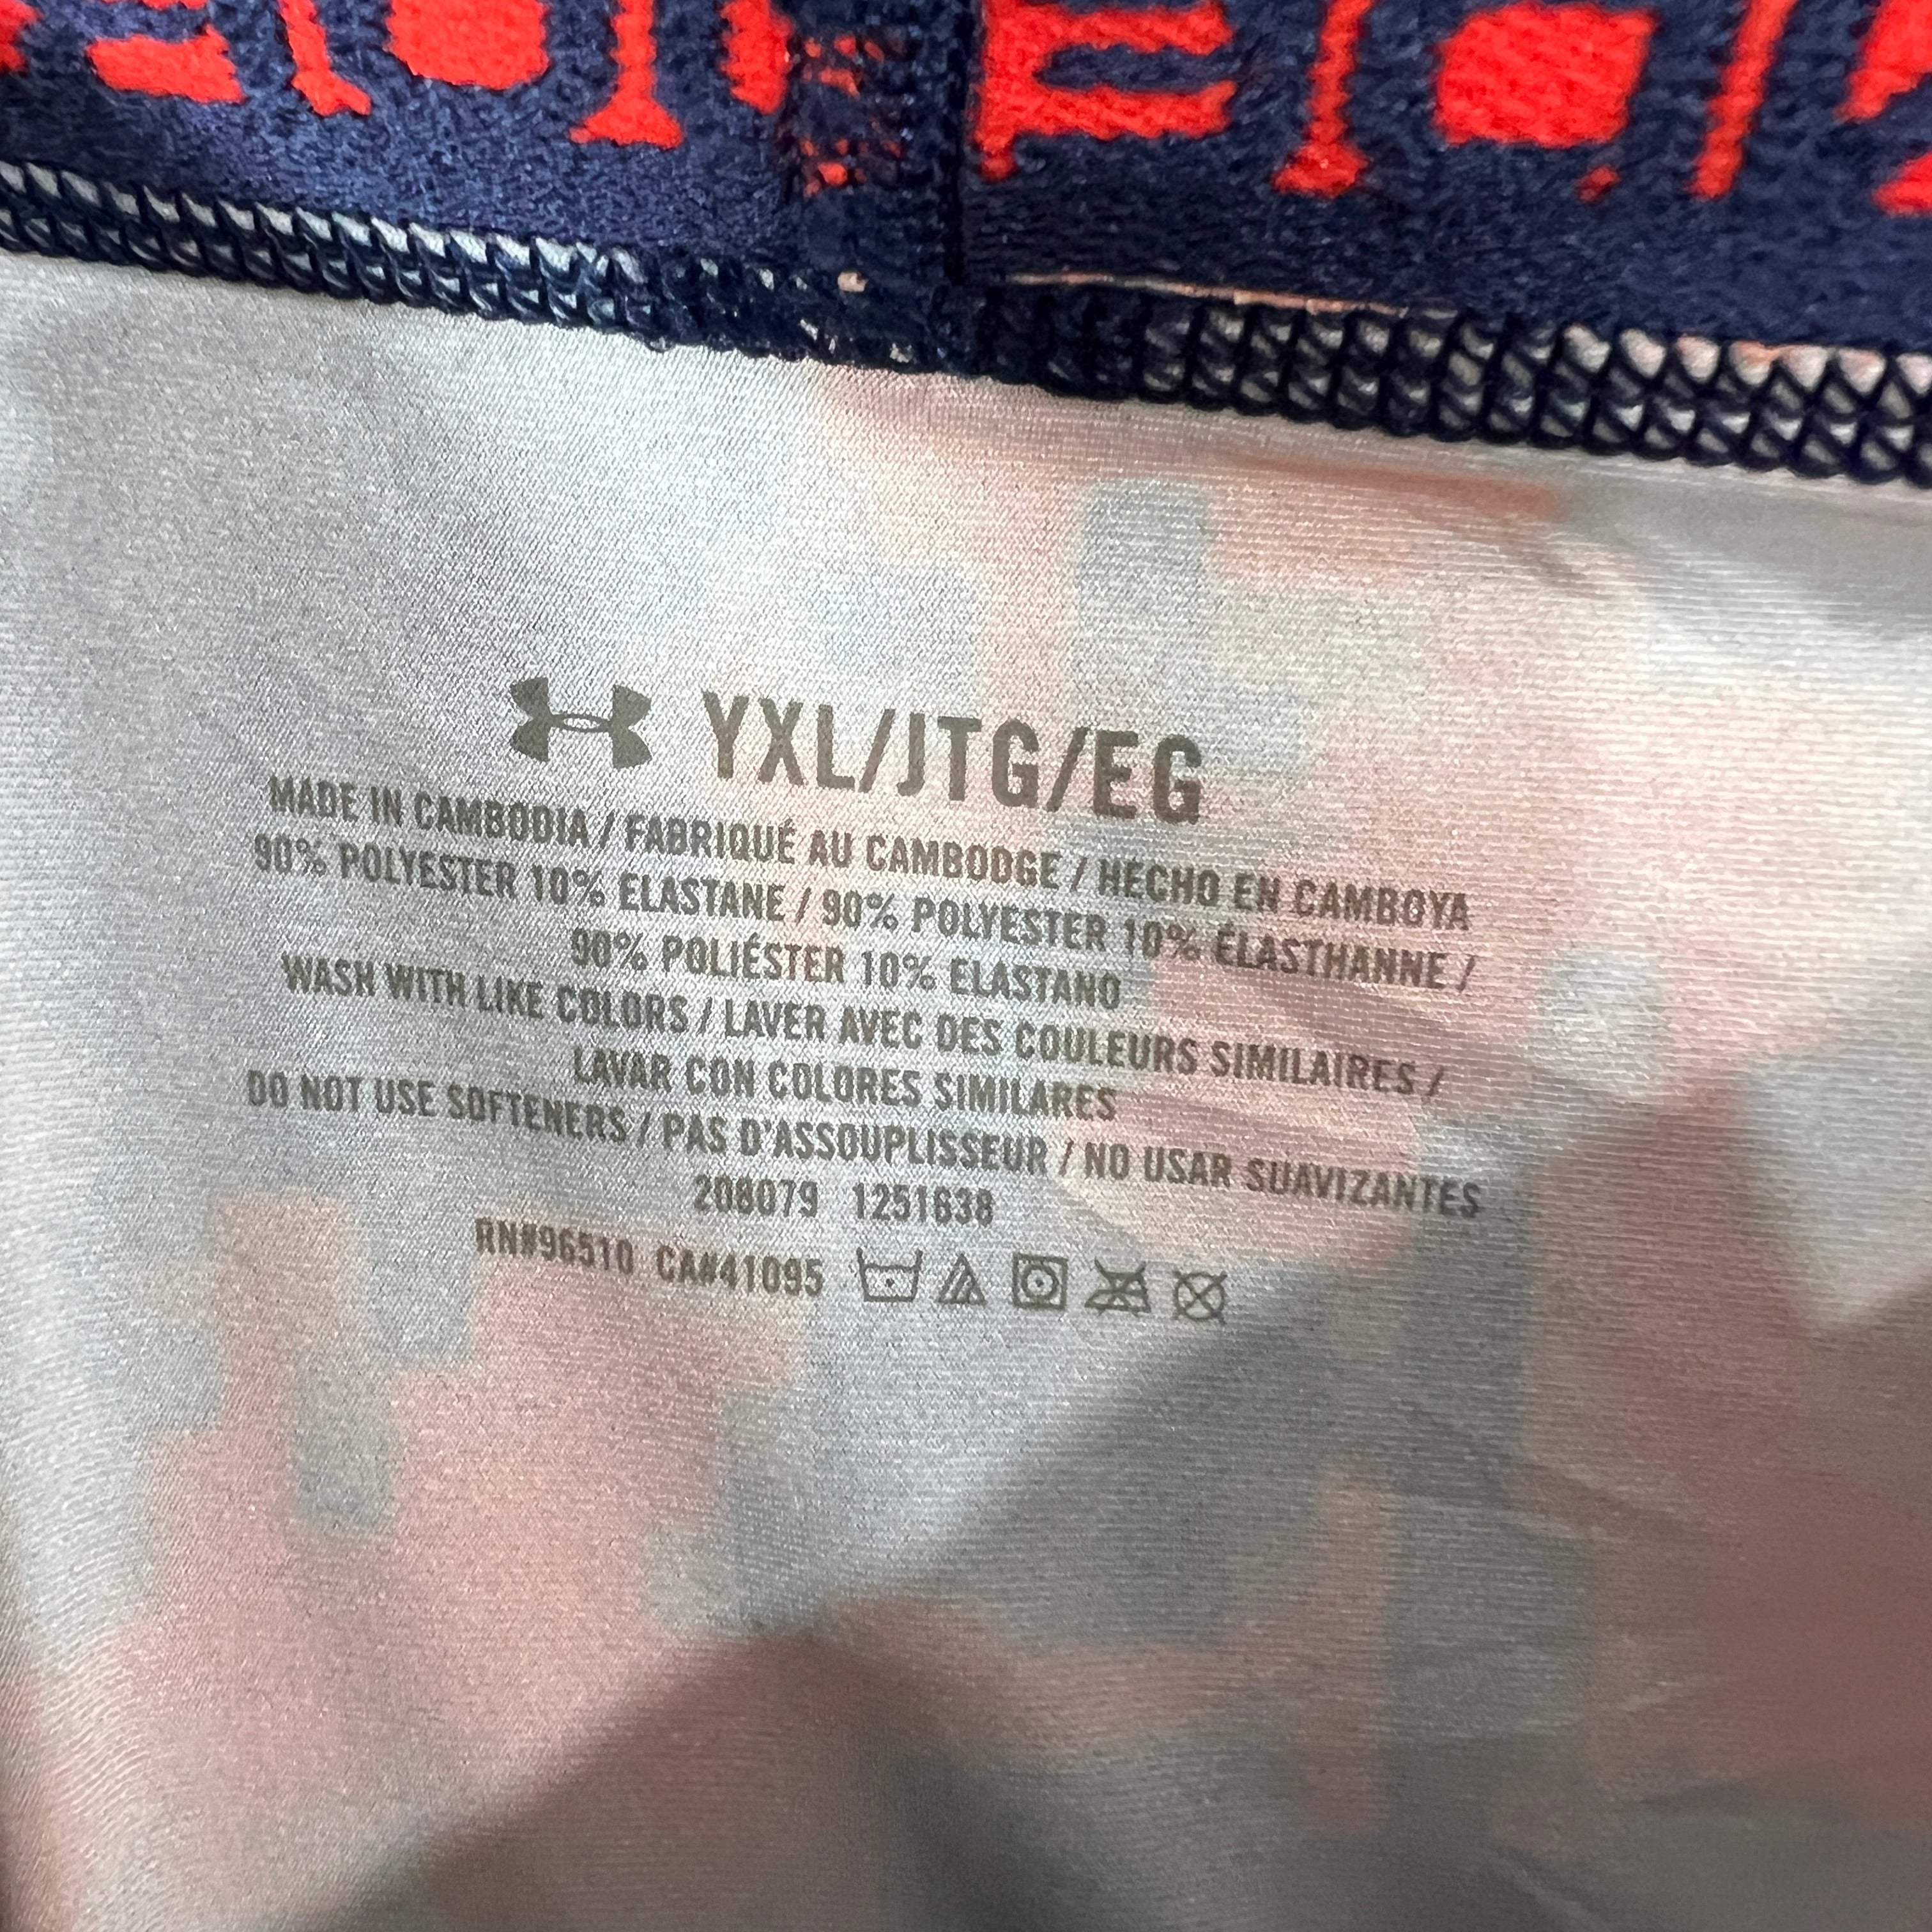 YXL/JTG/EG
MADE IN CAMBODIA / FABRIQUÉ AU CAMBODGE / HECHO EN CAMBOYA
90% POLYESTER 10% ELASTANE / 90% POLYESTER 10% ÉLASTHANNE /
90% POLIÉSTER 10% ELASTANO
WASH WITH LIKE COLORS / LAVER AVEC DES COULEURS SIMILAIRES /
LAVAR CON COLORES SIMILARES
DO NOT USE SOFTENERS / PAS D'ASSOUPLISSEUR / NO USAR SUAVIZANTES
208079 1251638
RN#96510 CA#41095